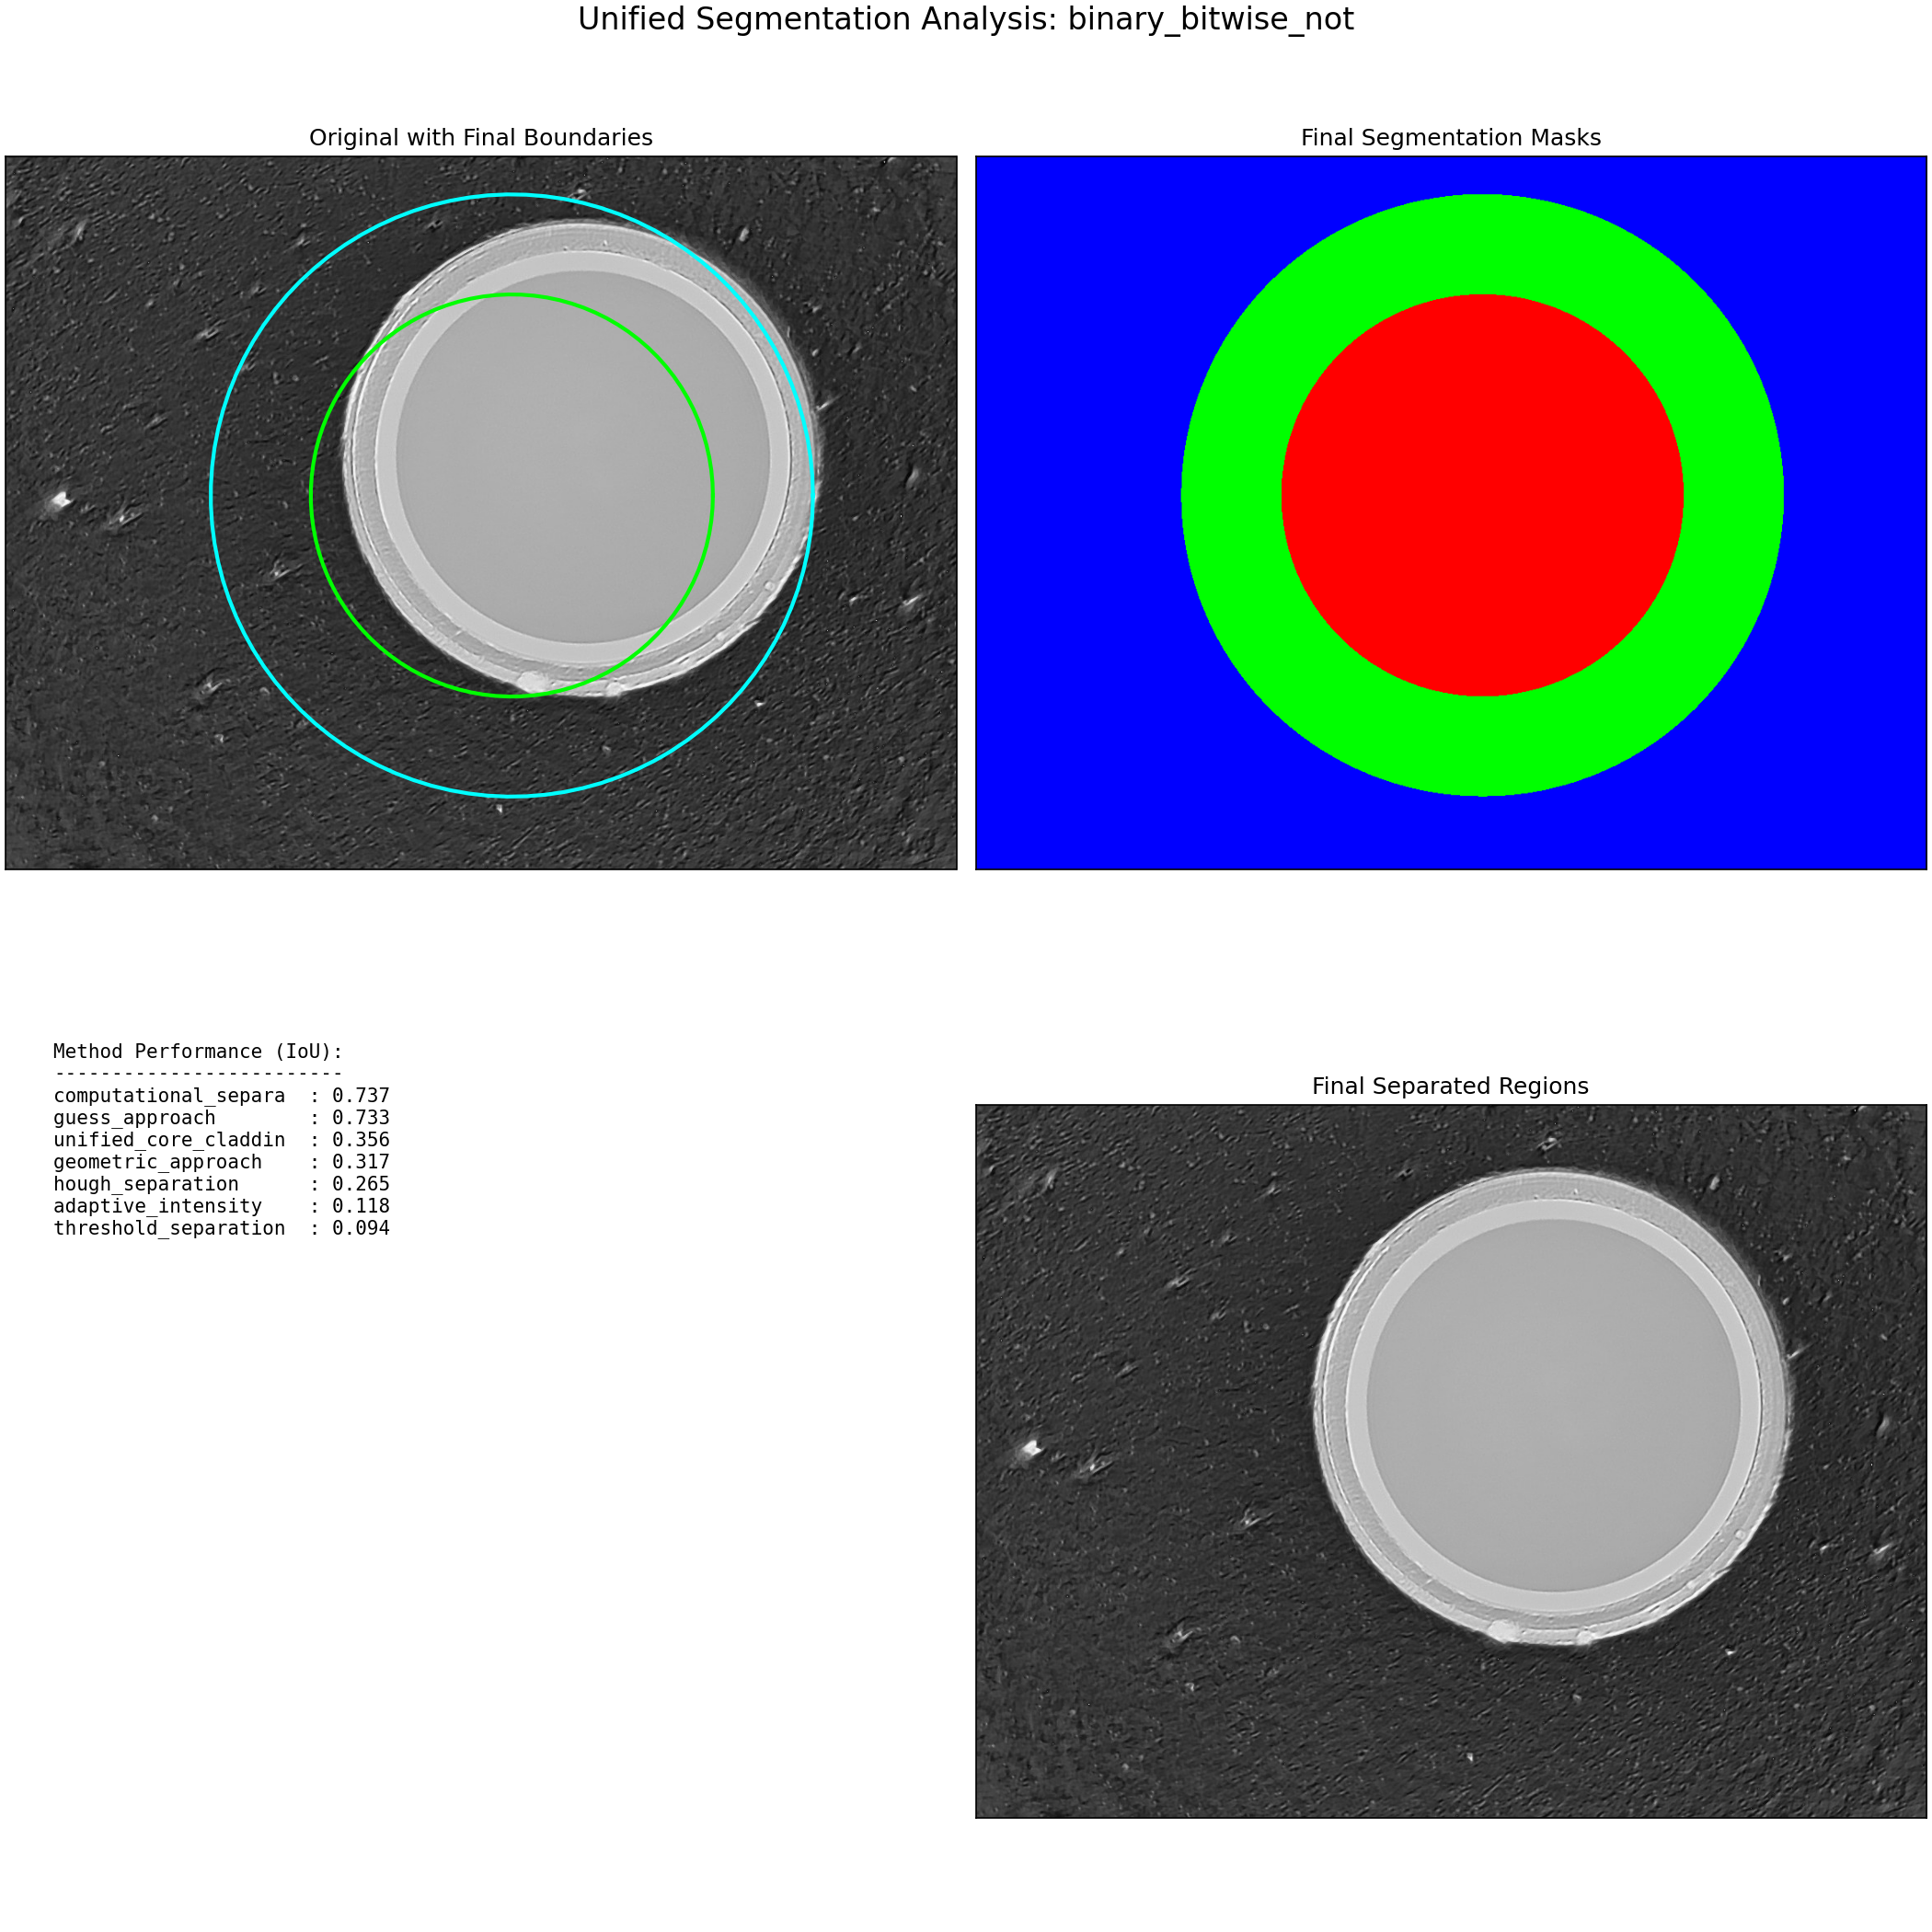 Unified Segmentation Analysis: binary_bitwise_not
Original with Final Boundaries
Final Segmentation Masks
Method Performance (IoU):
-------------------------
computational_separa  : 0.737
guess_approach        : 0.733
unified_core_claddin  : 0.356
geometric_approach    : 0.317
hough_separation      : 0.265
adaptive_intensity    : 0.118
threshold_separation  : 0.094
Final Separated Regions